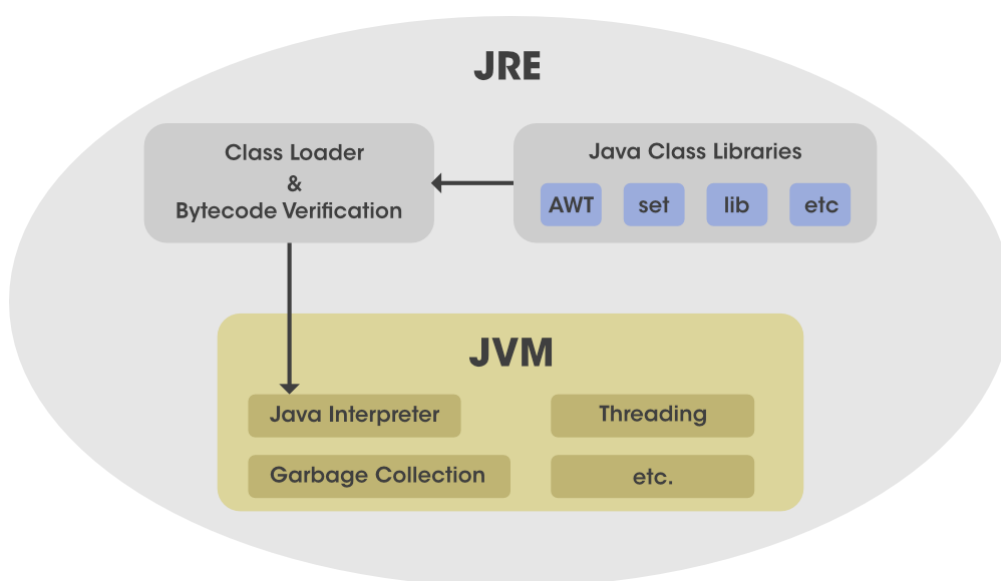 JRE
Class Loader
&
Bytecode Verification
Java Class Libraries
AWT
set
lib
etc
JVM
Java Interpreter
Threading
Garbage Collection
etc.